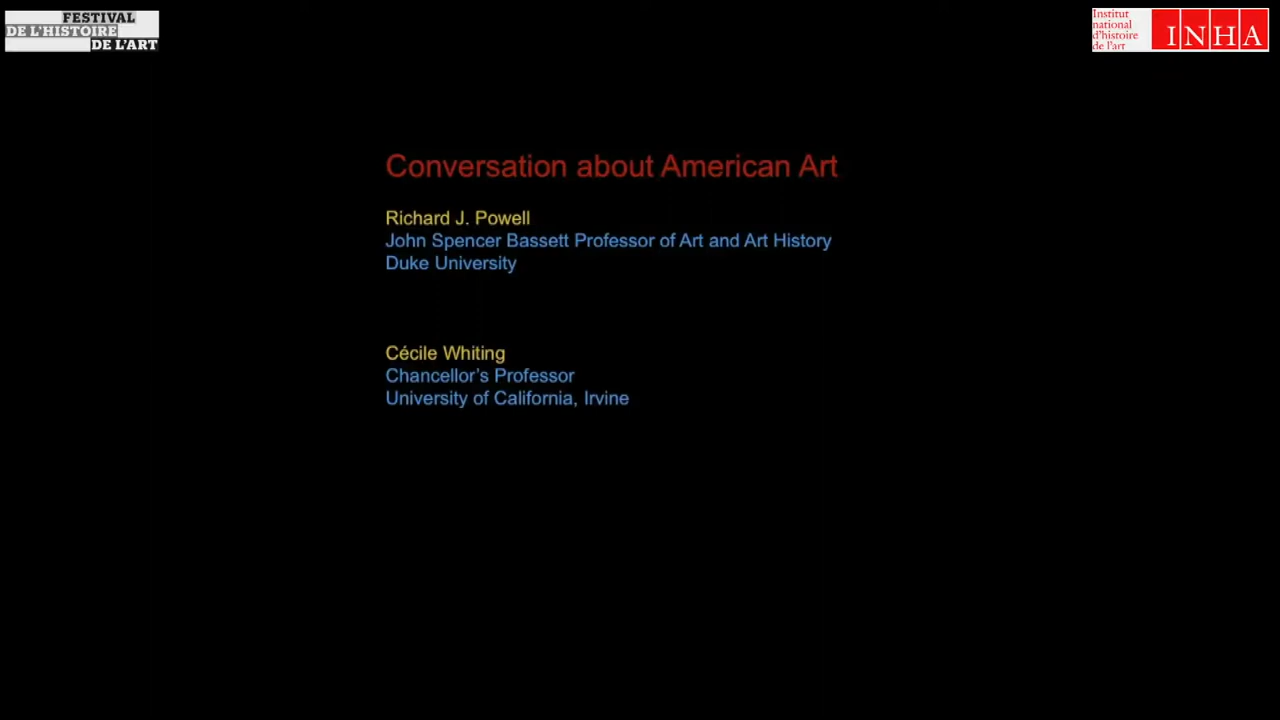 FESTIVAL
DE L'HISTOIRE
DE L'ART
Institut
national
d'histoire
de l'art
INHA
Conversation about American Art
Richard J. Powell
John Spencer Bassett Professor of Art and Art History
Duke University
Cécile Whiting
Chancellor's Professor
University of California, Irvine